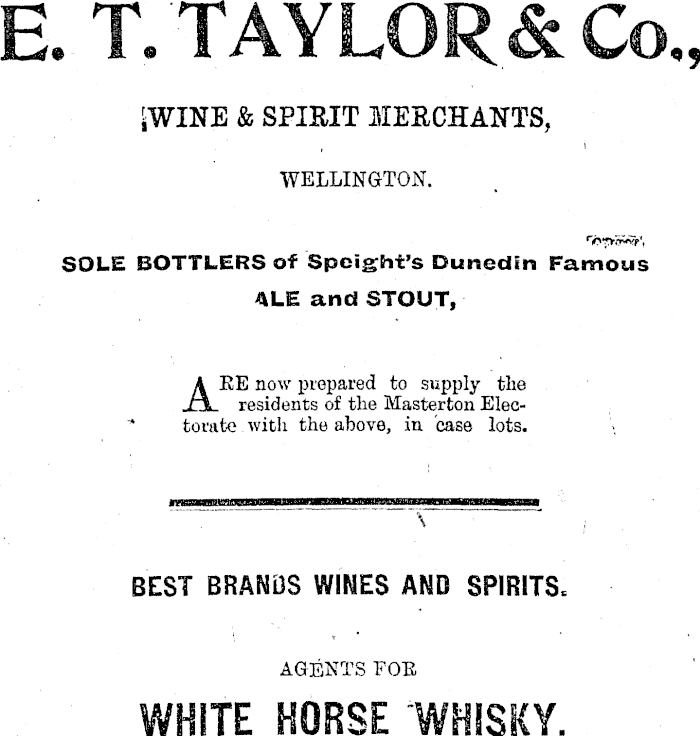 E. T. TAYLOR & Co.,
WINE & SPIRIT MERCHANTS,
WELLINGTON.
SOLE BOTTLERS of Speight's Dunedin Famous
ALE and STOUT,
ARE now prepared to supply the
residents of the Masterton Elec-
torate with the above, in case lots.
BEST BRANDS WINES AND SPIRITS.
AGENTS FOR
WHITE HORSE WHISKY.